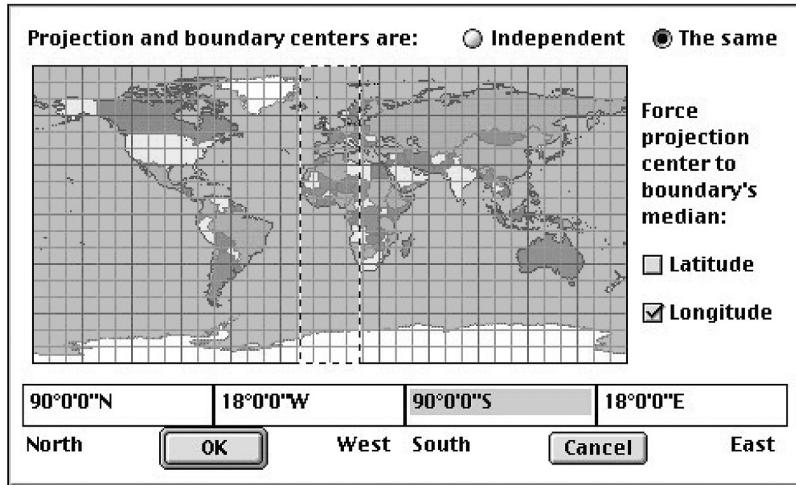 Projection and boundary centers are: Independent The same
Force
projection
center to
boundary's
median:
Latitude
Longitude
90°0'0"N 18°0'0"W 90°0'0"S 18°0'0"E
North OK West South Cancel East